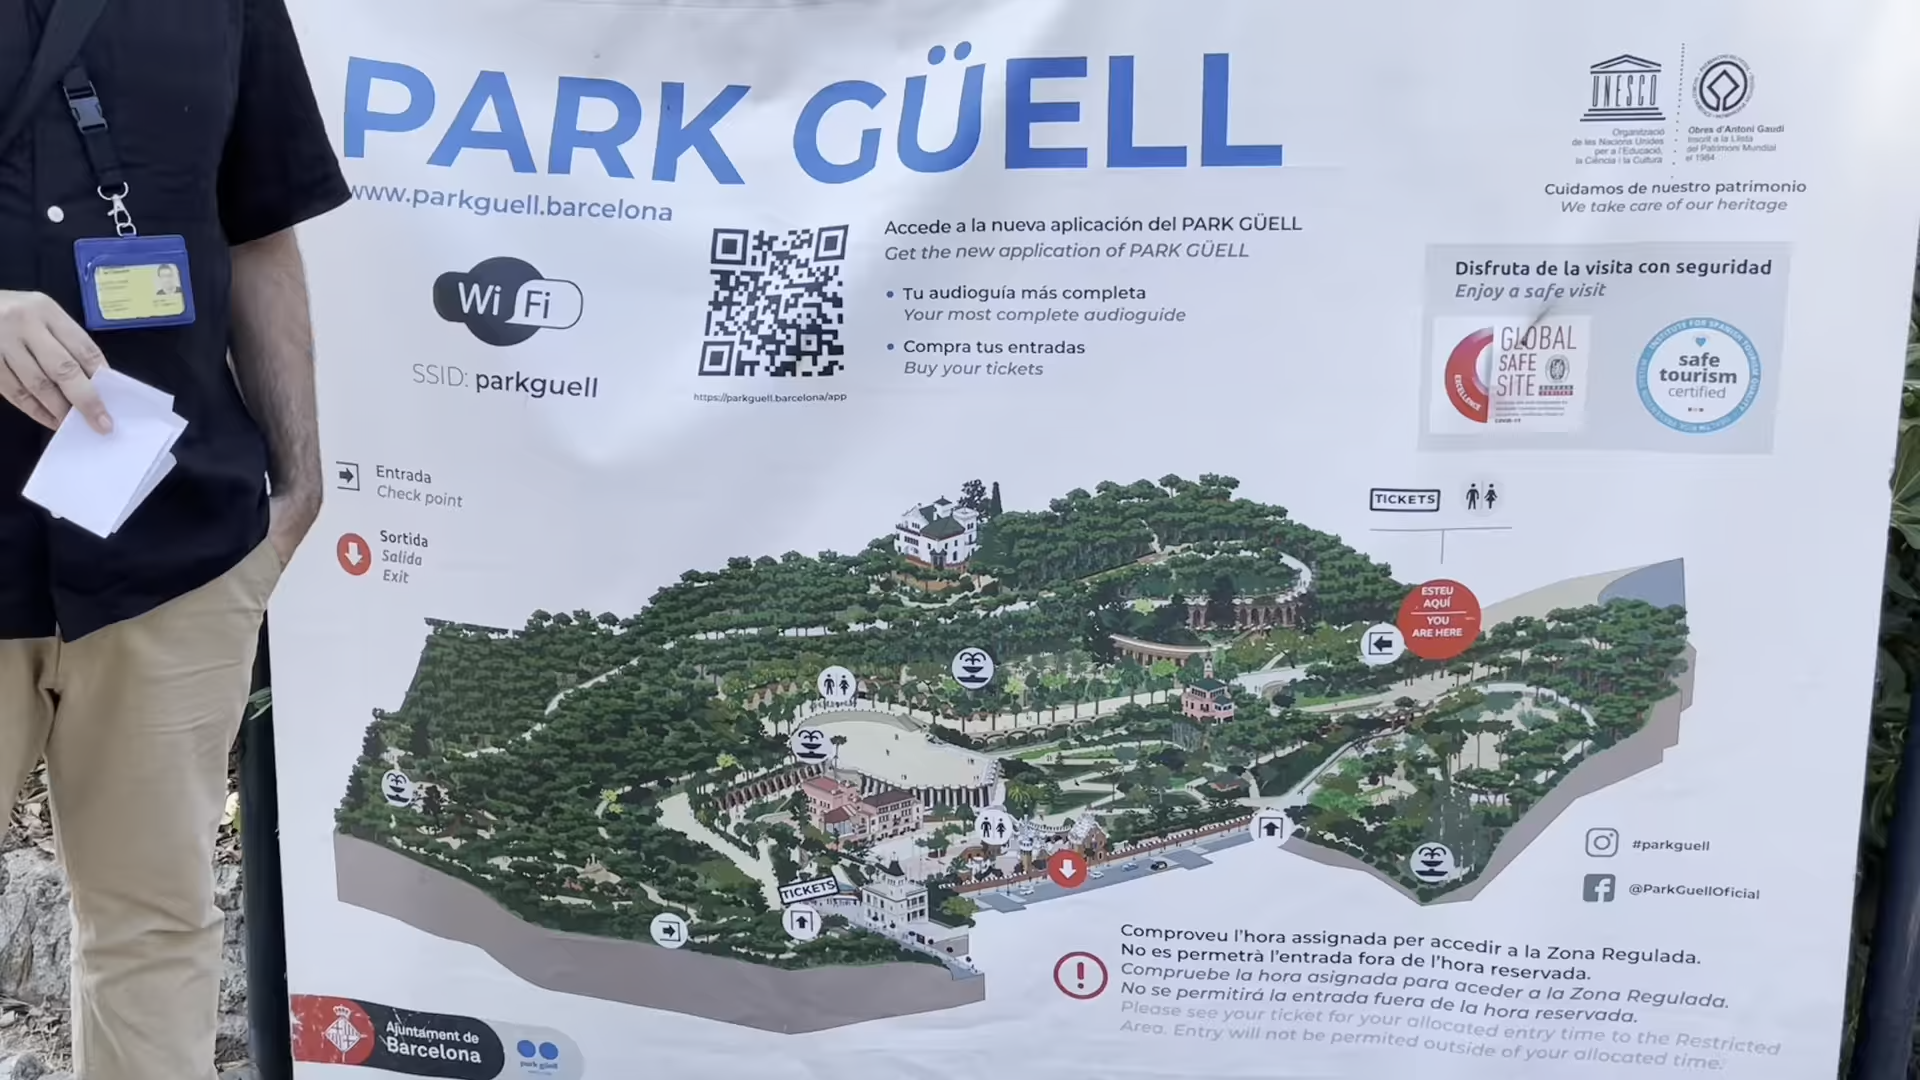 PARK GÜELL
www.parkguell.barcelona
WiFi
SSID: parkguell
https://parkguell.barcelona/app
Accede a la nueva aplicación del PARK GÜELL
Get the new application of PARK GÜELL
• Tu audioguía más completa
Your most complete audioguide
• Compra tus entradas
Buy your tickets
UNESCO
Organització
de les Nacions Unides
per a l'Educació,
la Ciència i la Cultura
Obres d'Antoni Gaudí
Inscrit a la Llista
del Patrimoni Mundial
el 1984
Cuidamos de nuestro patrimonio
We take care of our heritage
Disfruta de la visita con seguridad
Enjoy a safe visit
GLOBAL
SAFE
SITE
EXCELLENCE
COVID-19
INSTITUTE FOR SPANISH TOURISM QUALITY
safe
tourism
certified
Entrada
Check point
Sortida
Salida
Exit
TICKETS
ESTEU
AQUÍ
YOU
ARE HERE
TICKETS
#parkguell
@ParkGuellOficial
Comproveu l'hora assignada per accedir a la Zona Regulada.
No es permetrà l'entrada fora de l'hora reservada.
Compruebe la hora asignada para aceder a la Zona Regulada.
No se permitirá la entrada fuera de la hora reservada.
Please see your ticket for your allocated entry time to the Restricted
Area. Entry will not be permited outside of your allocated time.
Ajuntament de
Barcelona
park güell